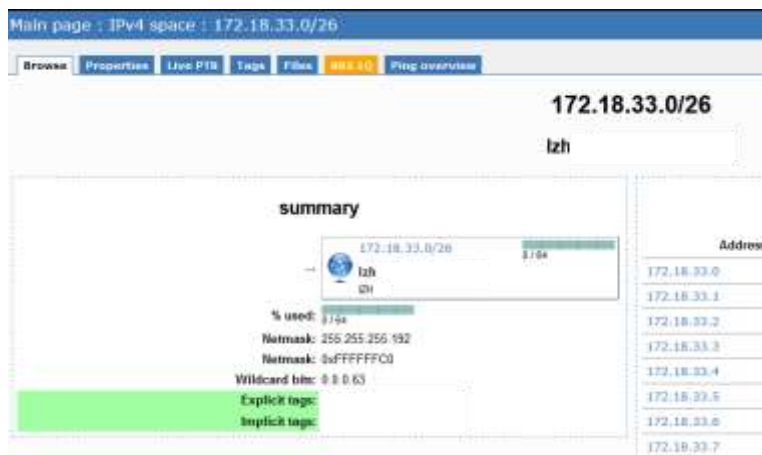 Main page : IPv4 space : 172.18.33.0/26
Browse Properties Live PTR Tags Files Ping overview
172.18.33.0/26
lzh
summary
172.18.33.0/26
lzh
IZH
0 / 64
% used: 0 / 64
Netmask: 255.255.255.192
Netmask: 0xFFFFFFC0
Wildcard bits: 0.0.0.63
Explicit tags:
Implicit tags:
Address
172.18.33.0
172.18.33.1
172.18.33.2
172.18.33.3
172.18.33.4
172.18.33.5
172.18.33.6
172.18.33.7